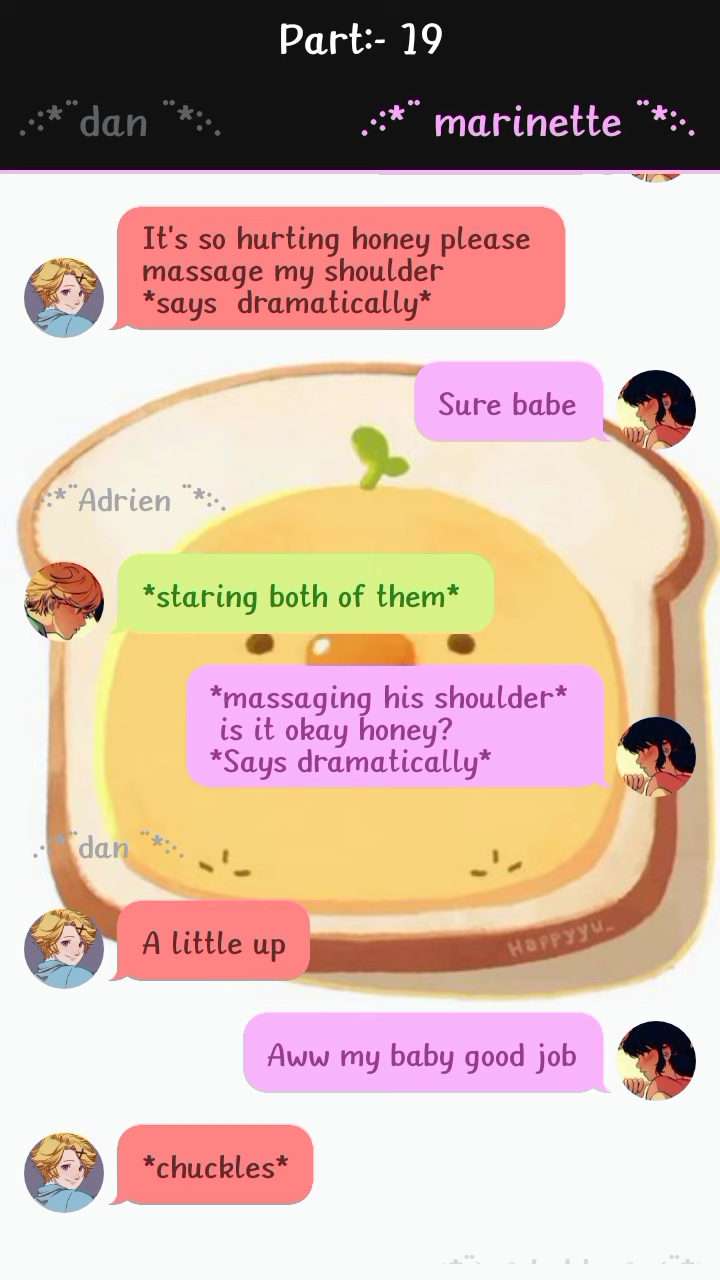 Part:- 19
.·:*¨dan ¨*:·.
.·:*¨ marinette ¨*:·.
It's so hurting honey please
massage my shoulder
*says  dramatically*
Sure babe
.·:*¨Adrien ¨*:·.
*staring both of them*
*massaging his shoulder*
is it okay honey?
*Says dramatically*
.·:*¨dan ¨*:·.
A little up
Happyyu_
Aww my baby good job
*chuckles*